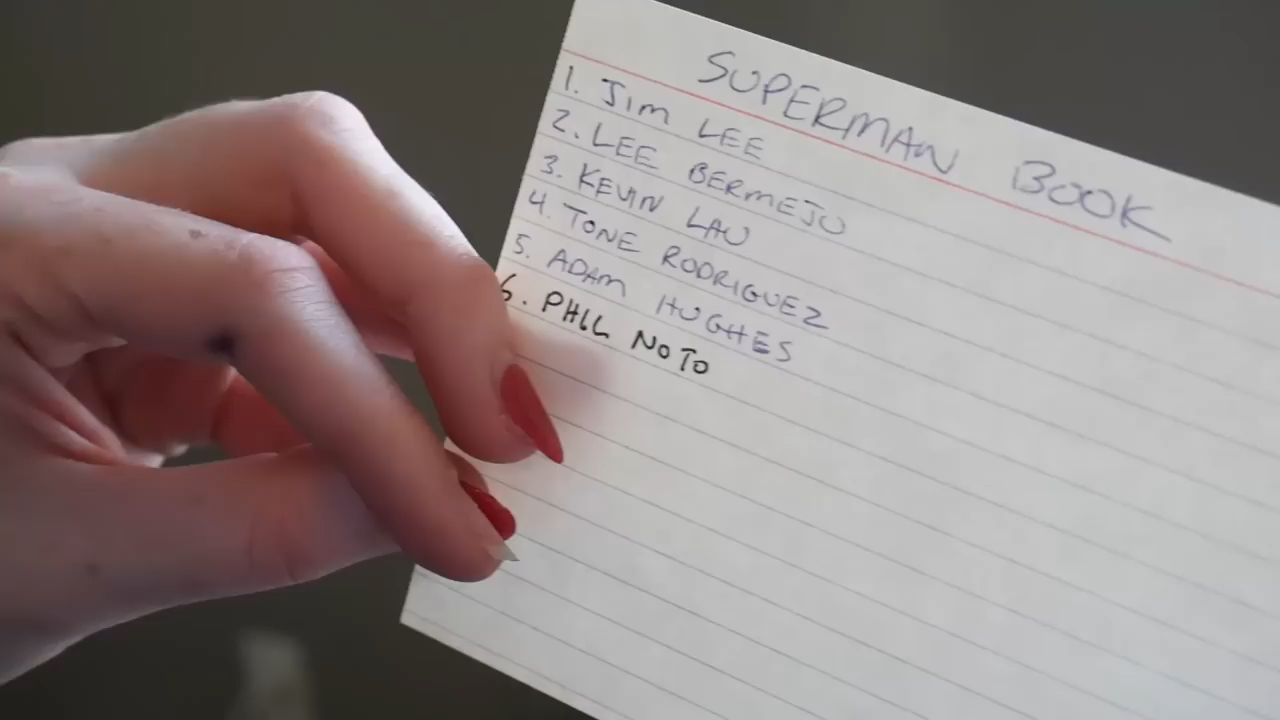 SUPERMAN BOOK
1. Jim LEE
2. LEE BERMEJO
3. KEVIN LAU
4. TONE RODRIGUEZ
5. ADAM HUGHES
6. PHIL NOTO